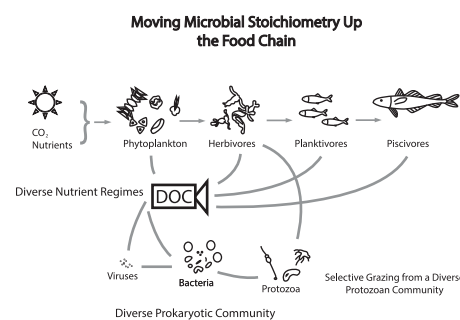 Moving Microbial Stoichiometry Up
the Food Chain
CO2
Nutrients
Phytoplankton
Herbivores
Planktivores
Piscivores
Diverse Nutrient Regimes
DOC
Viruses
Bacteria
Protozoa
Selective Grazing from a Diverse
Protozoan Community
Diverse Prokaryotic Community